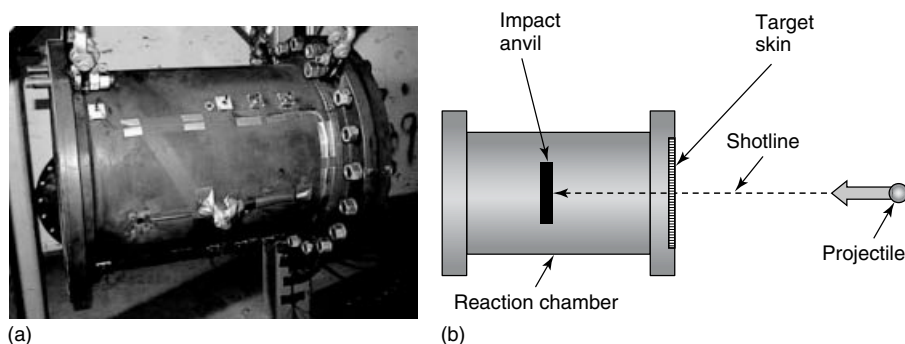 Impact
anvil
Target
skin
Shotline
Projectile
Reaction chamber
(a)
(b)